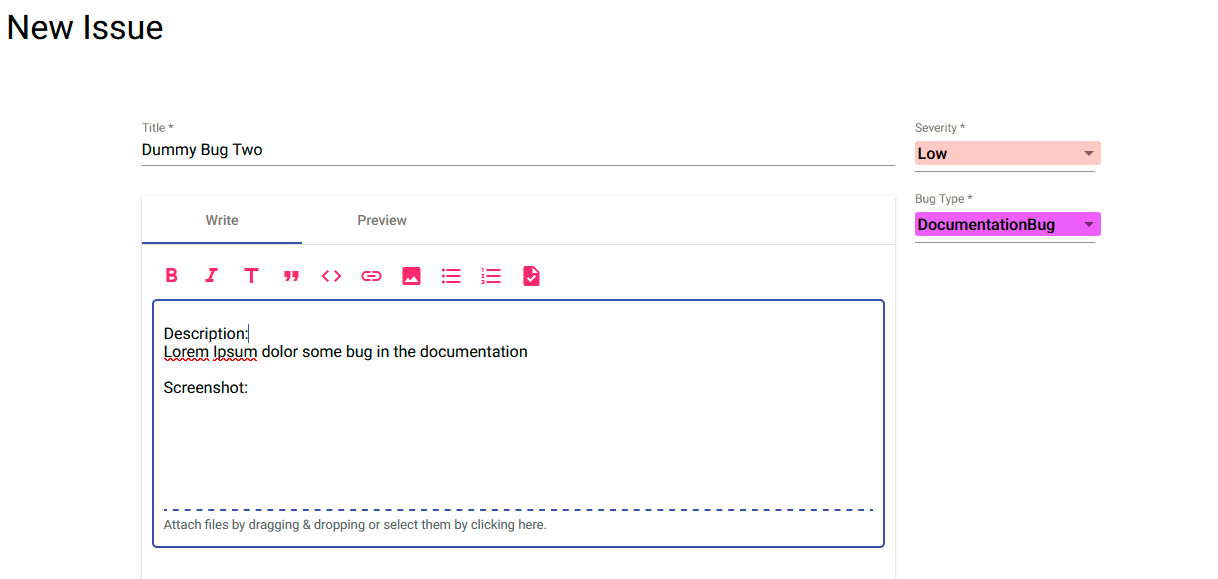 New Issue
Title *
Dummy Bug Two
Severity *
Low
Bug Type *
DocumentationBug
Write Preview
Description:
Lorem Ipsum dolor some bug in the documentation
Screenshot:
Attach files by dragging & dropping or select them by clicking here.